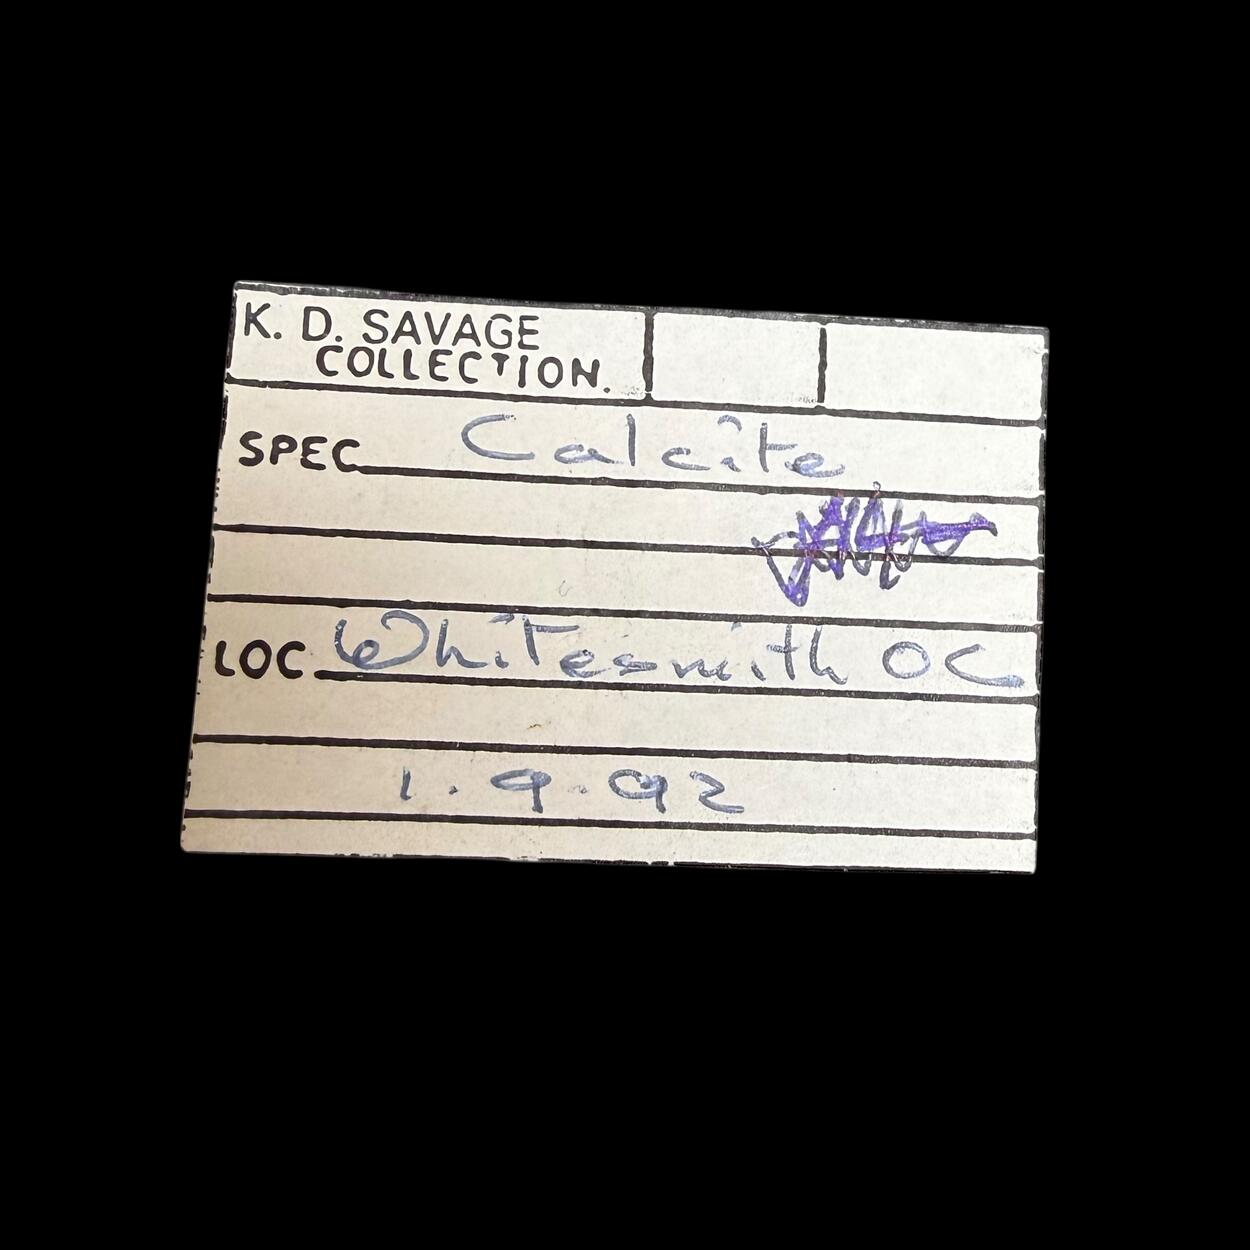 K. D. SAVAGE
COLLECTION.
SPEC Calcite
LOC Whitesmith OC
1.9.92